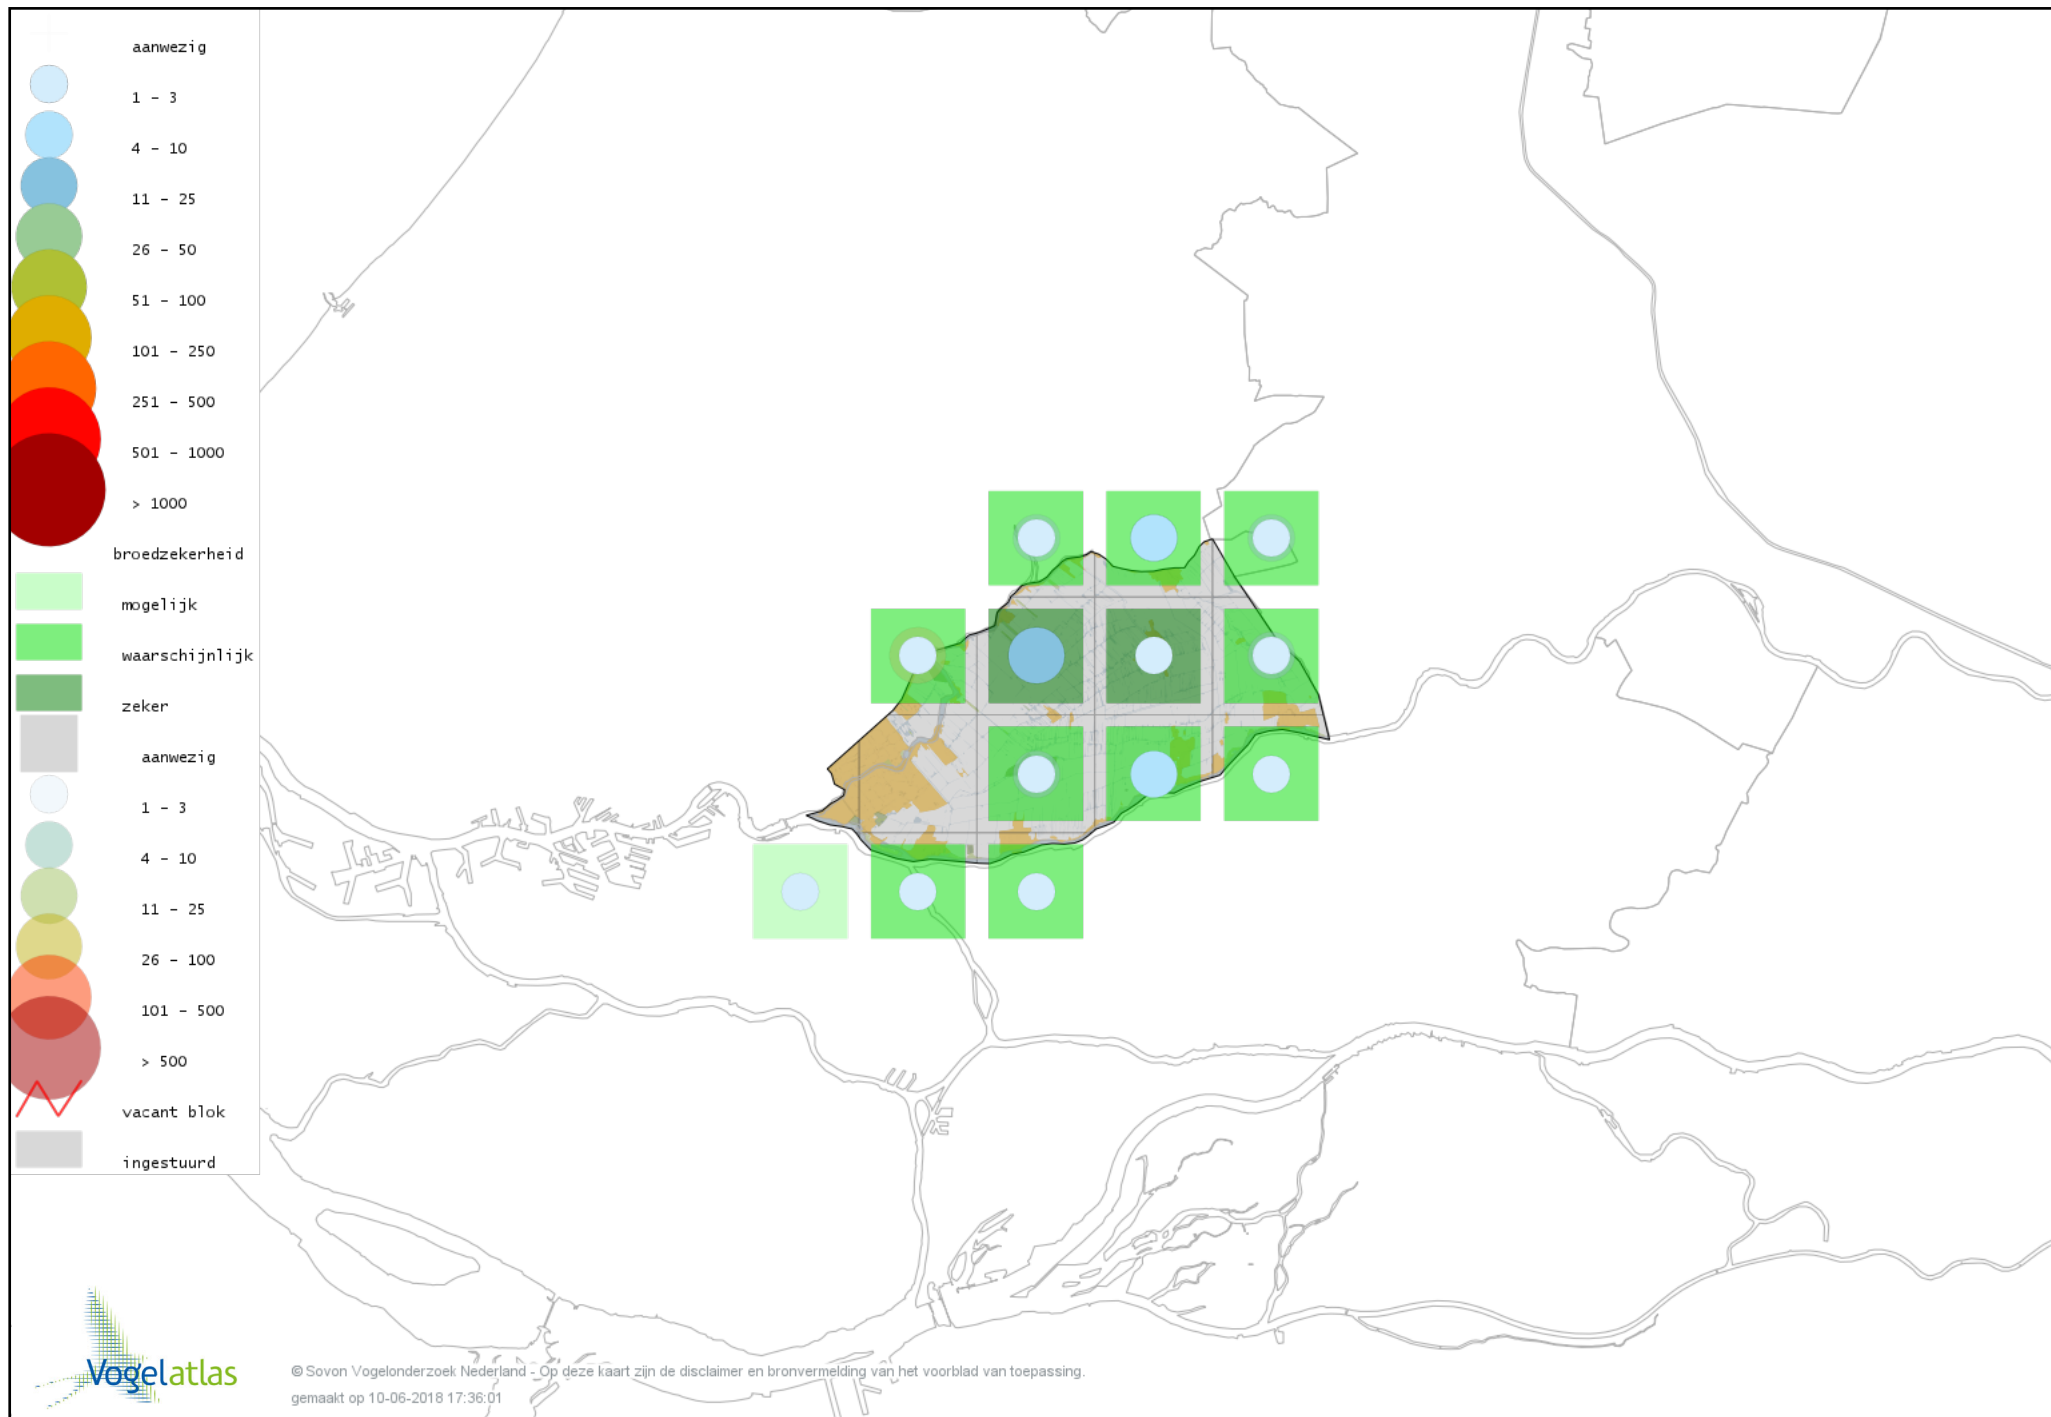 aanwezig
1 - 3
4 - 10
11 - 25
26 - 50
51 - 100
101 - 250
251 - 500
501 - 1000
> 1000
broedzekerheid
mogelijk
waarschijnlijk
zeker
aanwezig
1 - 3
4 - 10
11 - 25
26 - 100
101 - 500
> 500
vacant blok
ingestuurd
Vogelatlas
© Sovon Vogelonderzoek Nederland - Op deze kaart zijn de disclaimer en bronvermelding van het voorblad van toepassing.
gemaakt op 10-06-2018 17:36:01